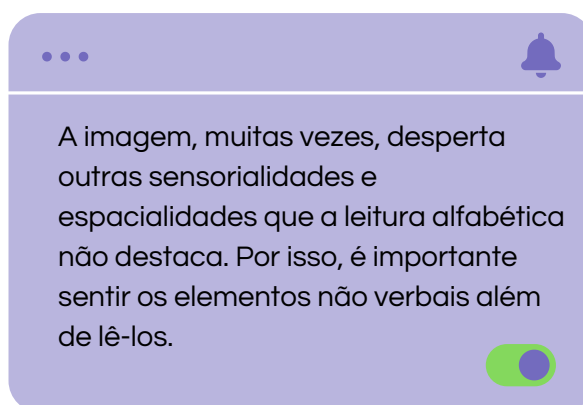 A imagem, muitas vezes, desperta
outras sensorialidades e
espacialidades que a leitura alfabética
não destaca. Por isso, é importante
sentir os elementos não verbais além
de lê-los.